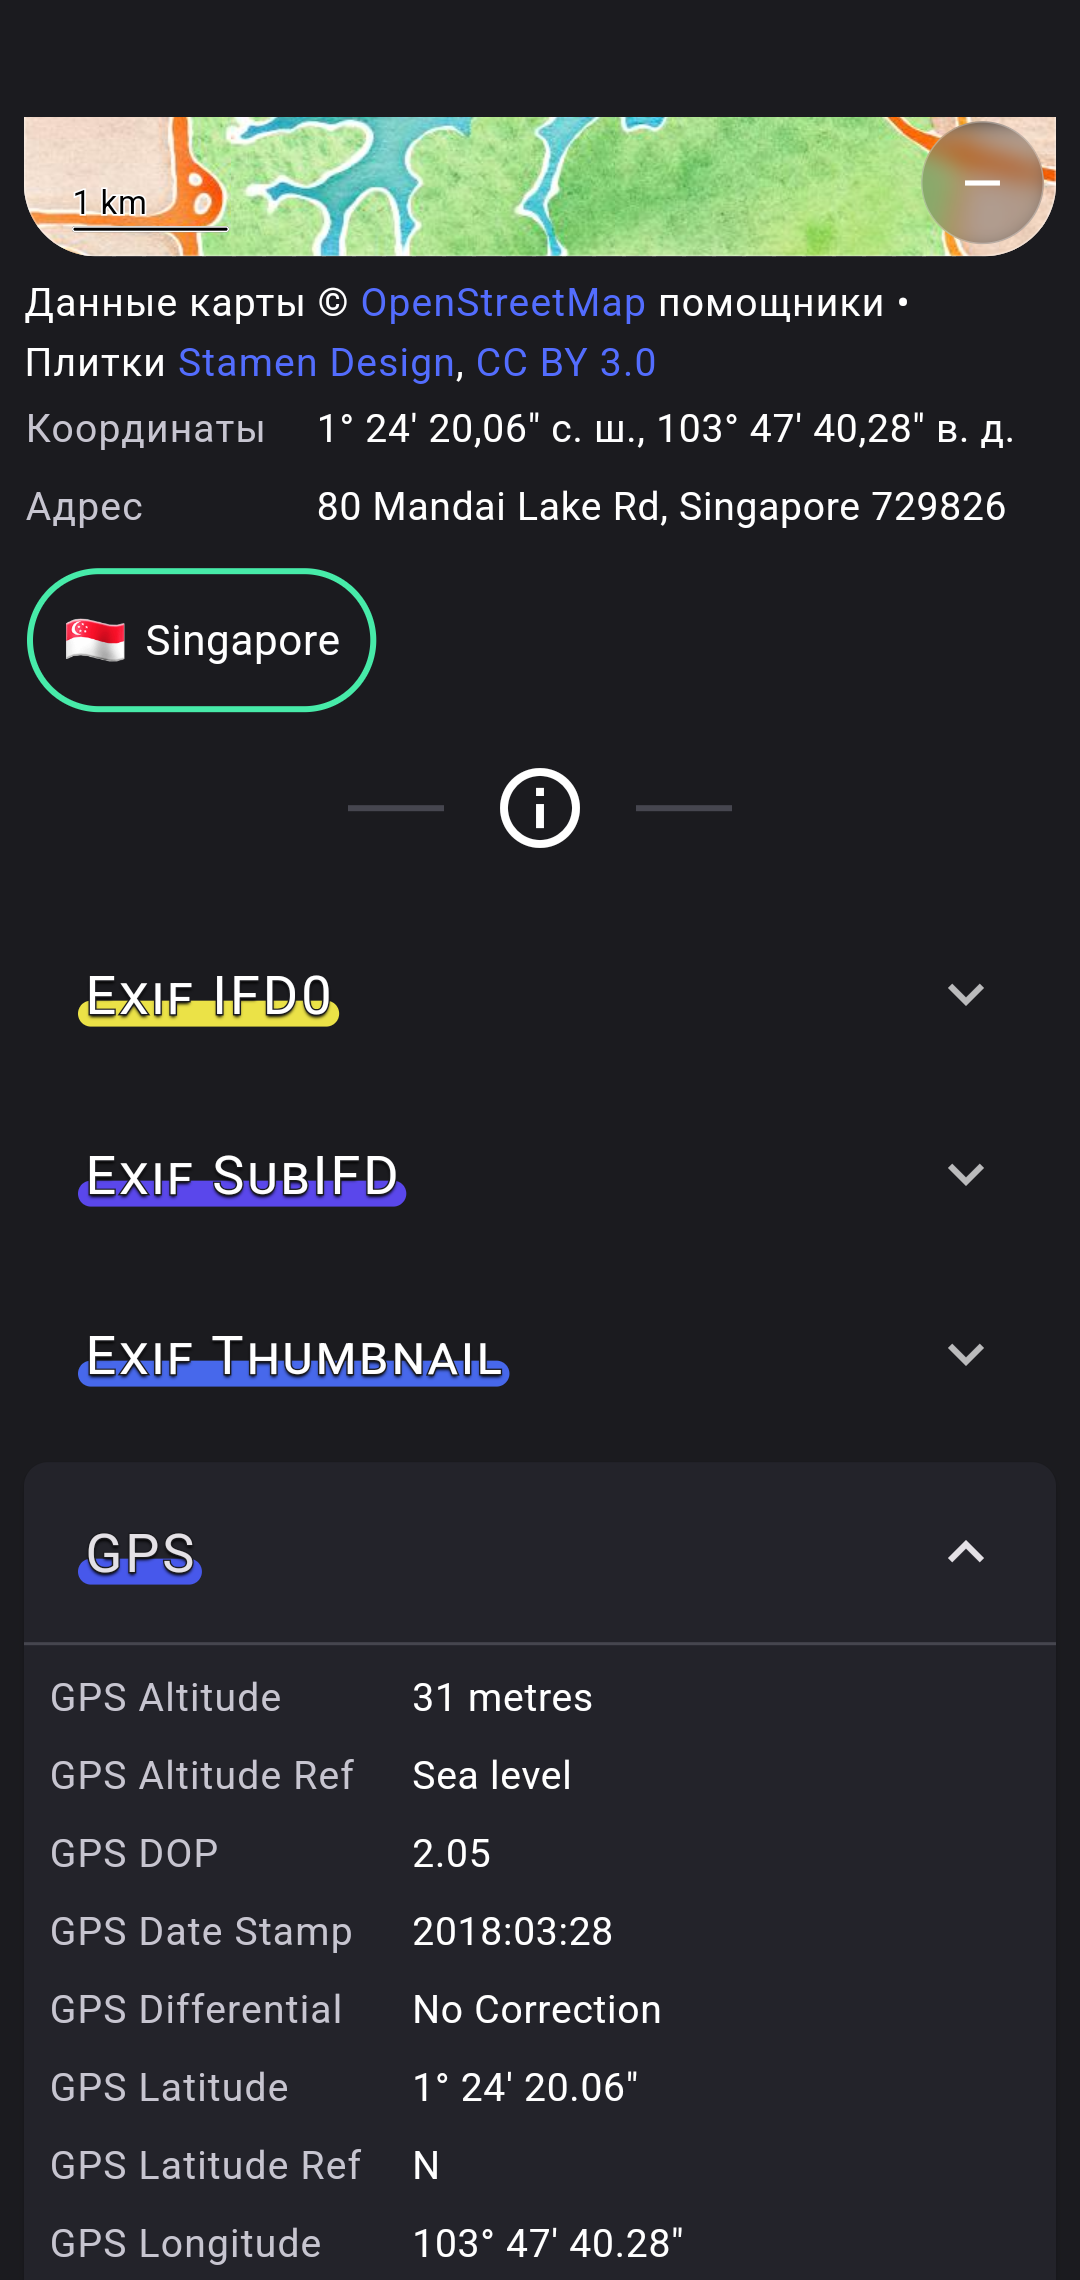 1 km
Данные карты © OpenStreetMap помощники •
Плитки Stamen Design, CC BY 3.0
Координаты 1° 24' 20,06" с. ш., 103° 47' 40,28" в. д.
Адрес 80 Mandai Lake Rd, Singapore 729826
Singapore
Exif IFD0
Exif SubIFD
Exif Thumbnail
GPS
GPS Altitude 31 metres
GPS Altitude Ref Sea level
GPS DOP 2.05
GPS Date Stamp 2018:03:28
GPS Differential No Correction
GPS Latitude 1° 24' 20.06"
GPS Latitude Ref N
GPS Longitude 103° 47' 40.28"